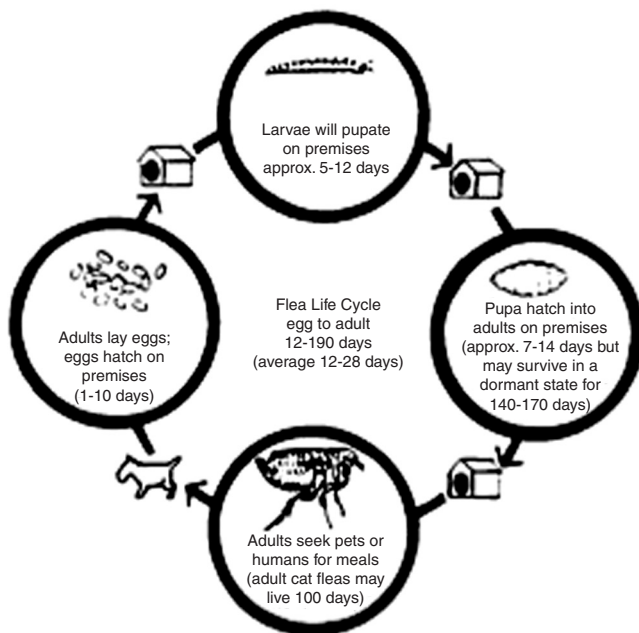 Larvae will pupate
on premises
approx. 5-12 days
Adults lay eggs;
eggs hatch on
premises
(1-10 days)
Flea Life Cycle
egg to adult
12-190 days
(average 12-28 days)
Pupa hatch into
adults on premises
(approx. 7-14 days but
may survive in a
dormant state for
140-170 days)
Adults seek pets or
humans for meals
(adult cat fleas may
live 100 days)